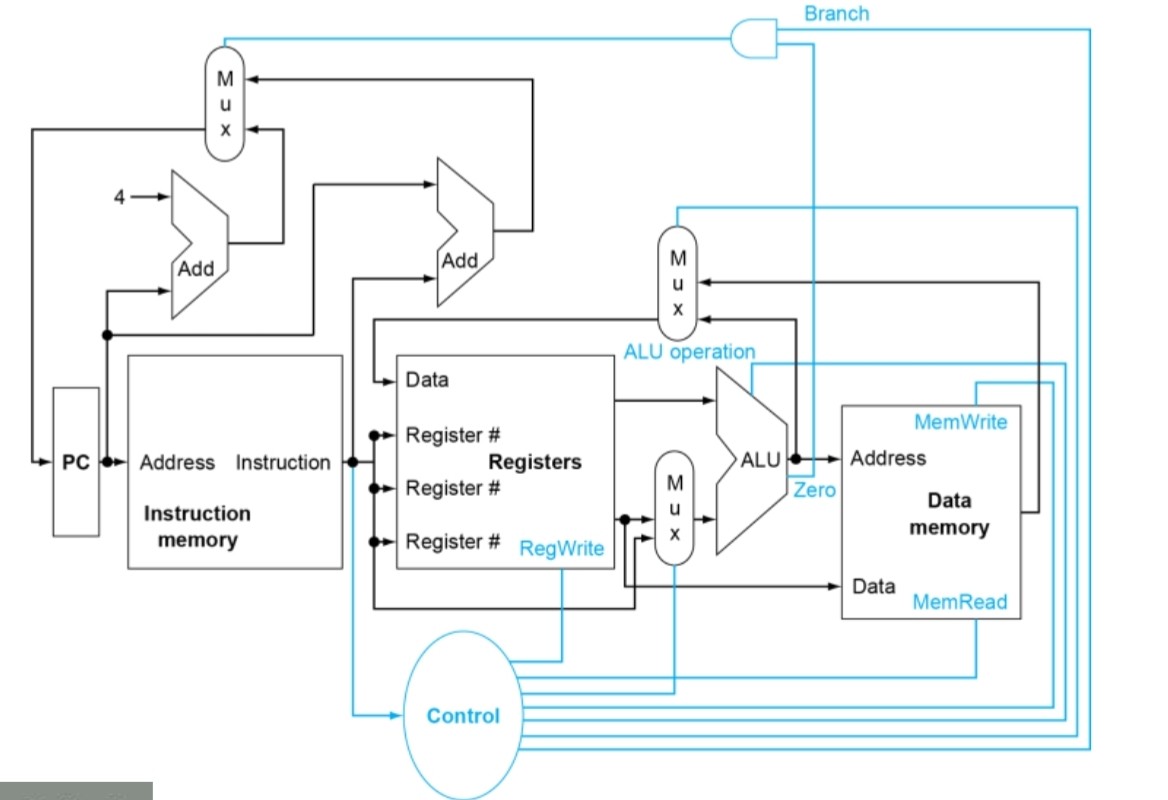 Branch
M
u
x
4
Add
Add
M
u
x
ALU operation
Data
Register #
Registers
Register #
Register #
RegWrite
PC
Address
Instruction
Instruction
memory
M
u
x
ALU
Zero
MemWrite
Address
Data
memory
Data
MemRead
Control